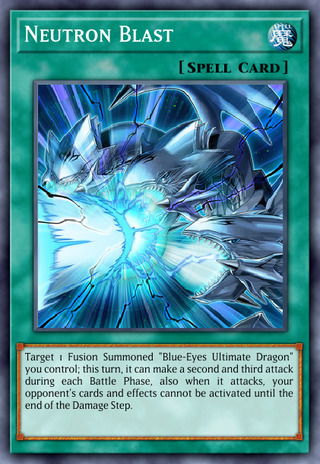 Neutron Blast
魔
[Spell Card]
Target 1 Fusion Summoned "Blue-Eyes Ultimate Dragon"
you control; this turn, it can make a second and third attack
during each Battle Phase, also when it attacks, your
opponent's cards and effects cannot be activated until the
end of the Damage Step.